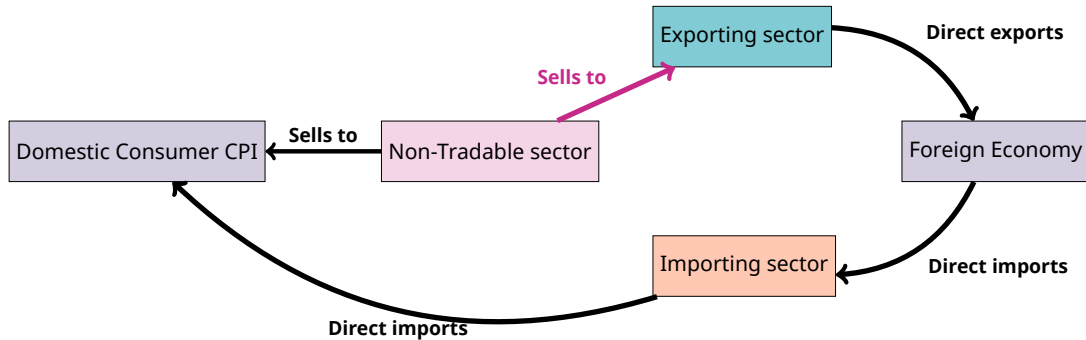 Exporting sector
Direct exports
Sells to
Sells to
Domestic Consumer CPI
Non-Tradable sector
Foreign Economy
Importing sector
Direct imports
Direct imports